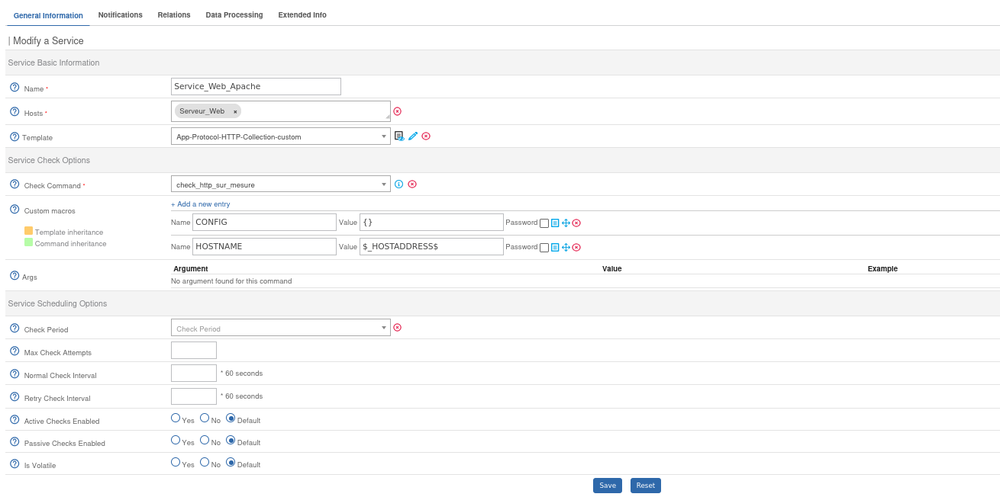 General Information Notifications Relations Data Processing Extended Info
| Modify a Service
Service Basic Information
Name * Service_Web_Apache
Hosts * Serveur_Web ×
Template App-Protocol-HTTP-Collection-custom
Service Check Options
Check Command * check_http_sur_mesure
Custom macros + Add a new entry
Name CONFIG Value {} Password
Template inheritance
Command inheritance
Name HOSTNAME Value $_HOSTADDRESS$ Password
Args Argument Value Example
No argument found for this command
Service Scheduling Options
Check Period Check Period
Max Check Attempts
Normal Check Interval * 60 seconds
Retry Check Interval * 60 seconds
Active Checks Enabled Yes No Default
Passive Checks Enabled Yes No Default
Is Volatile Yes No Default
Save Reset